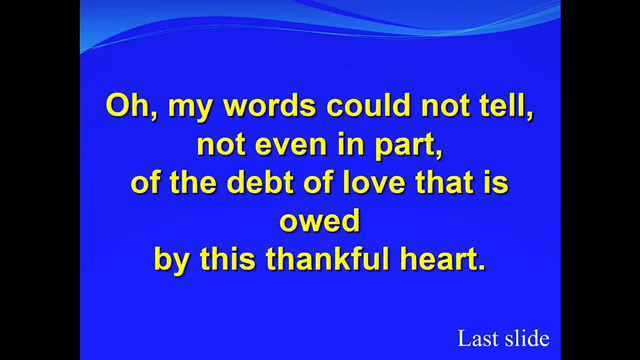 Oh, my words could not tell,
not even in part,
of the debt of love that is
owed
by this thankful heart.
Last slide